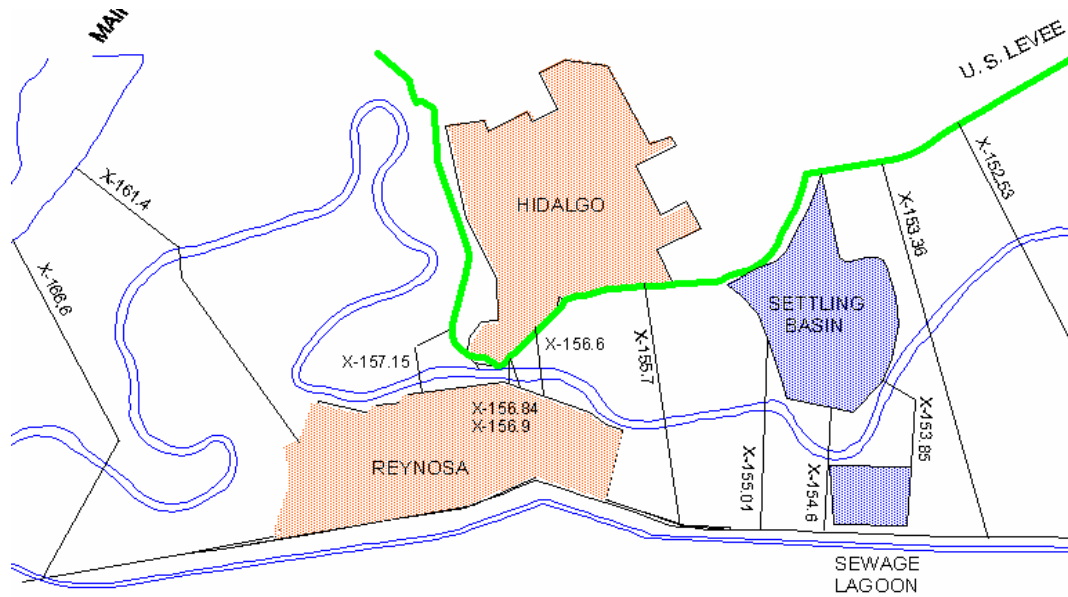 MAIN
U. S. LEVEE
X-152.53
X-161.4
X-153.36
HIDALGO
X-166.6
SETTLING
BASIN
X-157.15
X-156.6
X-155.7
X-156.84
X-156.9
X-153.85
REYNOSA
X-155.01
X-154.6
SEWAGE
LAGOON